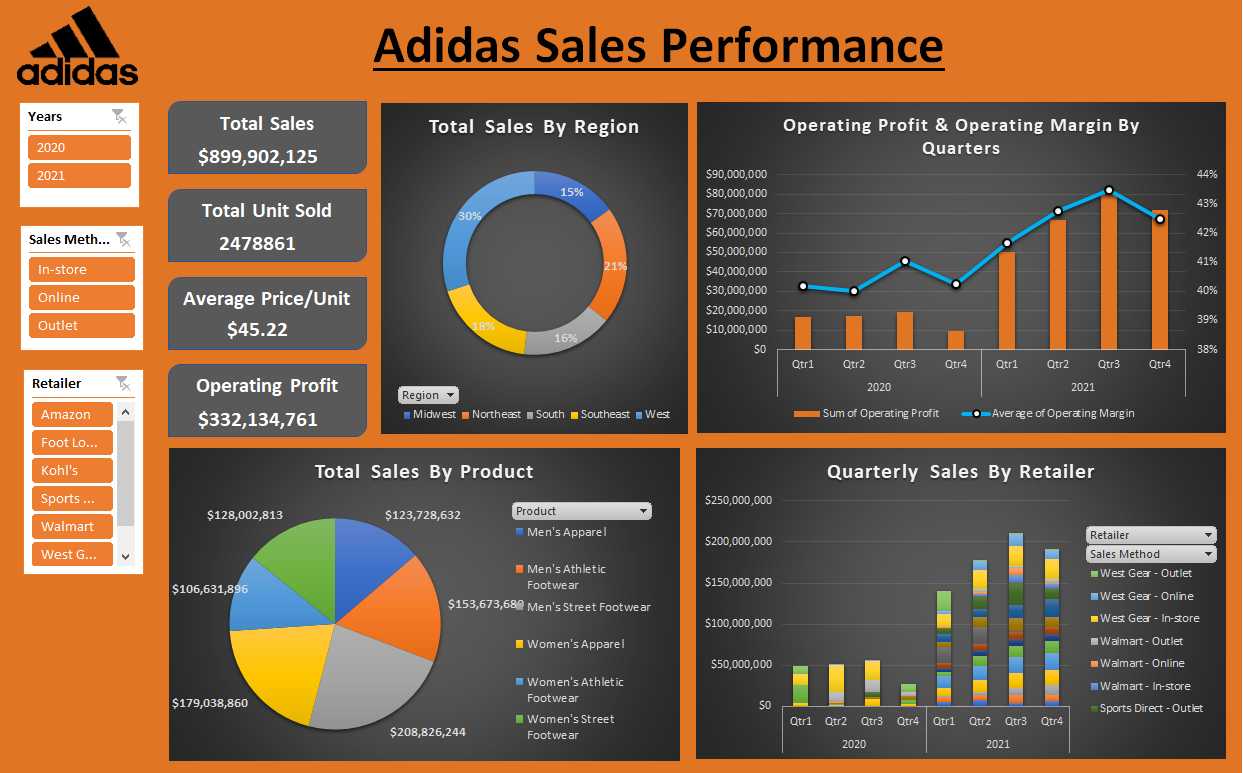 adidas
Adidas Sales Performance
Years
2020
2021
Sales Meth...
In-store
Online
Outlet
Retailer
Amazon
Foot Lo...
Kohl's
Sports ...
Walmart
West G...
Total Sales
$899,902,125
Total Unit Sold
2478861
Average Price/Unit
$45.22
Operating Profit
$332,134,761
Total Sales By Region
15%
30%
21%
18%
16%
Region
Midwest Northeast South Southeast West
Operating Profit & Operating Margin By
Quarters
$90,000,000
$80,000,000
$70,000,000
$60,000,000
$50,000,000
$40,000,000
$30,000,000
$20,000,000
$10,000,000
$0
44%
43%
42%
41%
40%
39%
38%
Qtr1 Qtr2 Qtr3 Qtr4 Qtr1 Qtr2 Qtr3 Qtr4
2020 2021
Sum of Operating Profit Average of Operating Margin
Total Sales By Product
$128,002,813
$123,728,632
$106,631,896
$153,673,680
$179,038,860
$208,826,244
Product
Men's Apparel
Men's Athletic
Footwear
Men's Street Footwear
Women's Apparel
Women's Athletic
Footwear
Women's Street
Footwear
Quarterly Sales By Retailer
$250,000,000
$200,000,000
$150,000,000
$100,000,000
$50,000,000
$0
Qtr1 Qtr2 Qtr3 Qtr4 Qtr1 Qtr2 Qtr3 Qtr4
2020 2021
Retailer
Sales Method
West Gear - Outlet
West Gear - Online
West Gear - In-store
Walmart - Outlet
Walmart - Online
Walmart - In-store
Sports Direct - Outlet